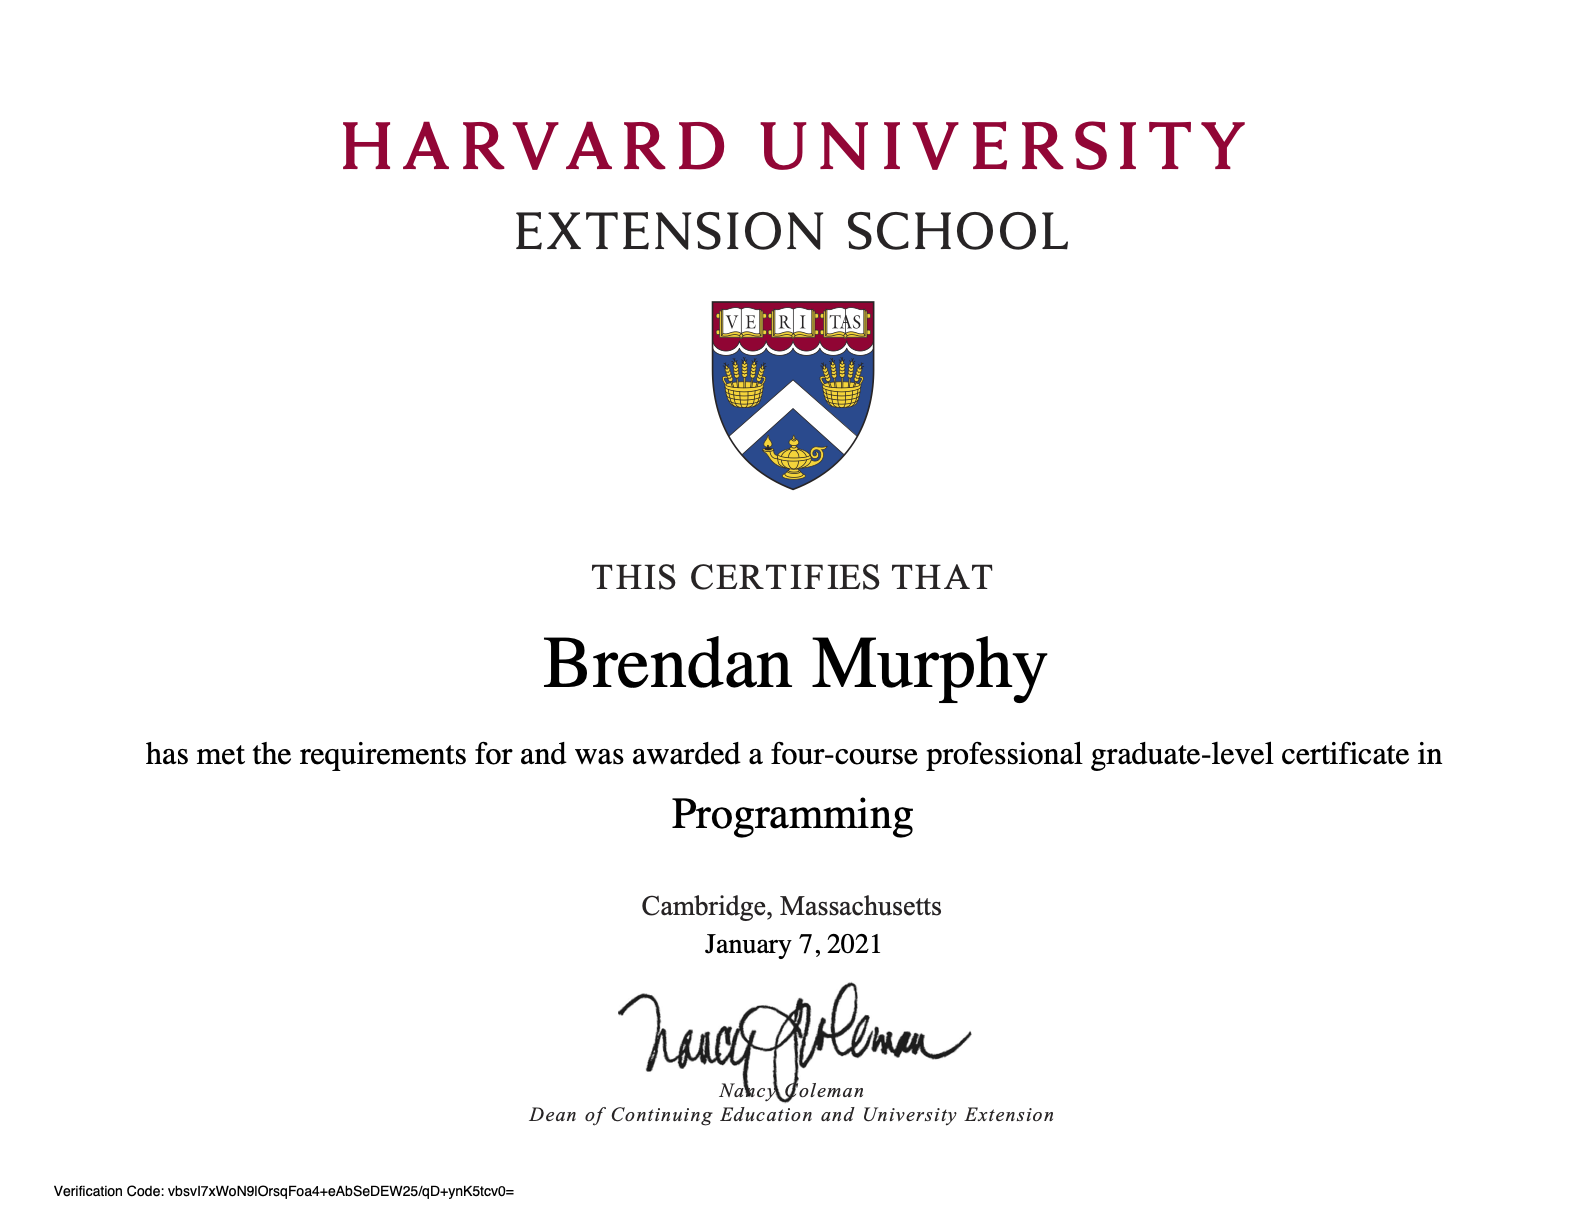 HARVARD UNIVERSITY
EXTENSION SCHOOL
VE RI TAS
THIS CERTIFIES THAT
Brendan Murphy
has met the requirements for and was awarded a four-course professional graduate-level certificate in
Programming
Cambridge, Massachusetts
January 7, 2021
Nancy J Coleman
Nancy Coleman
Dean of Continuing Education and University Extension
Verification Code: vbsvI7xWoN9lOrsqFoa4+eAbSeDEW25/qD+ynK5tcv0=